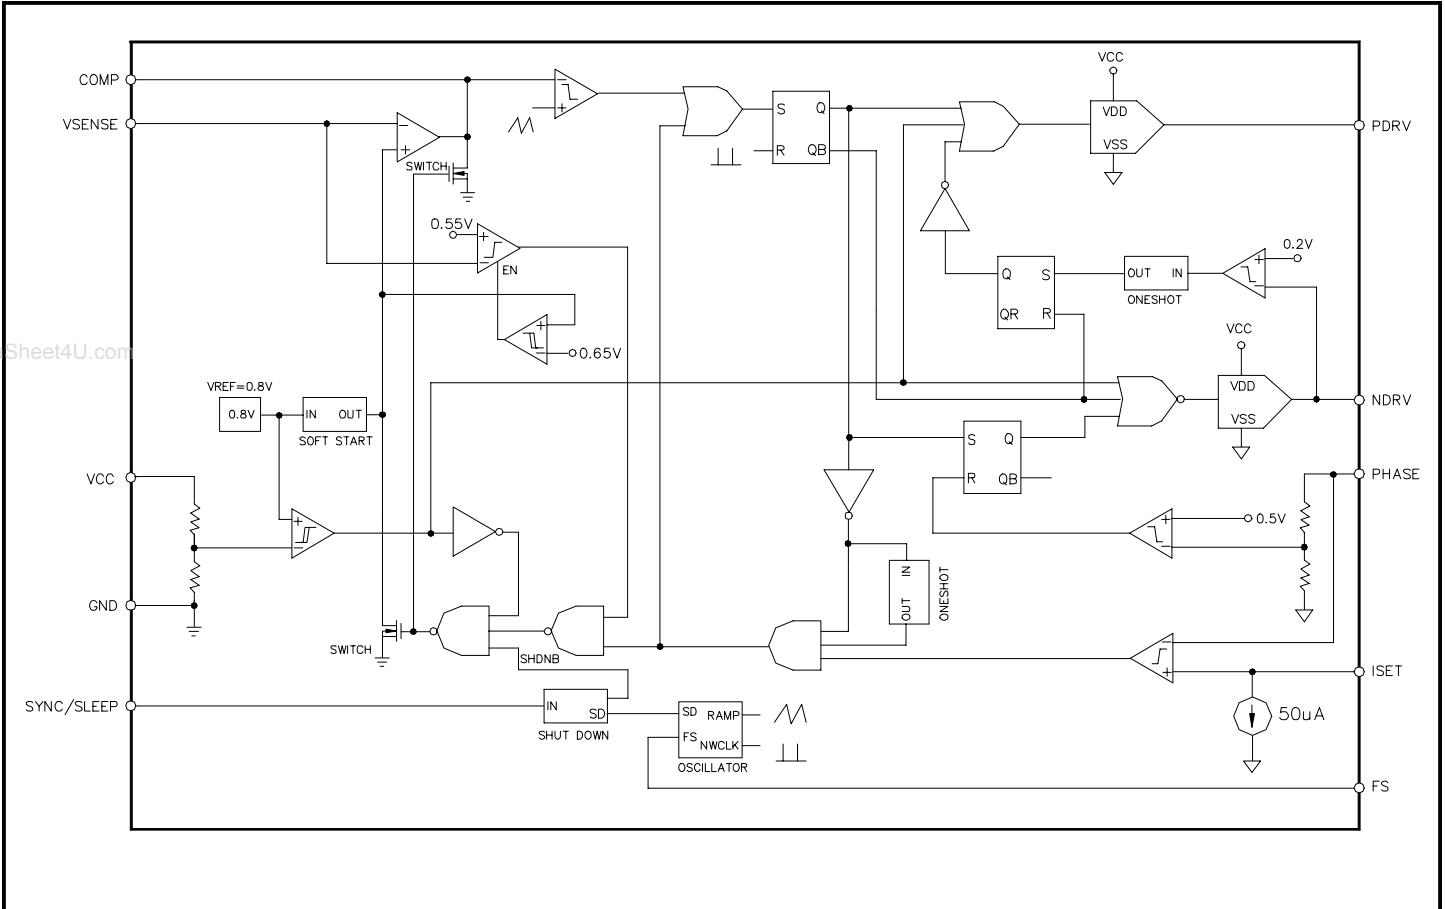 VCC
COMP
VDD
S
Q
VSENSE
VSS
PDRV
R
QB
SWITCH
0.55V
EN
0.2V
Q
S
OUT
IN
ONESHOT
QR
R
VCC
Sheet4U.com
0.65V
VREF=0.8V
VDD
NDRV
0.8V
IN
OUT
SOFT START
VSS
S
Q
R
QB
VCC
PHASE
0.5V
IN
OUT
ONESHOT
GND
SWITCH
SHDNB
ISET
SYNC/SLEEP
IN
SD
SHUT DOWN
SD
RAMP
FS
NWCLK
OSCILLATOR
50uA
FS